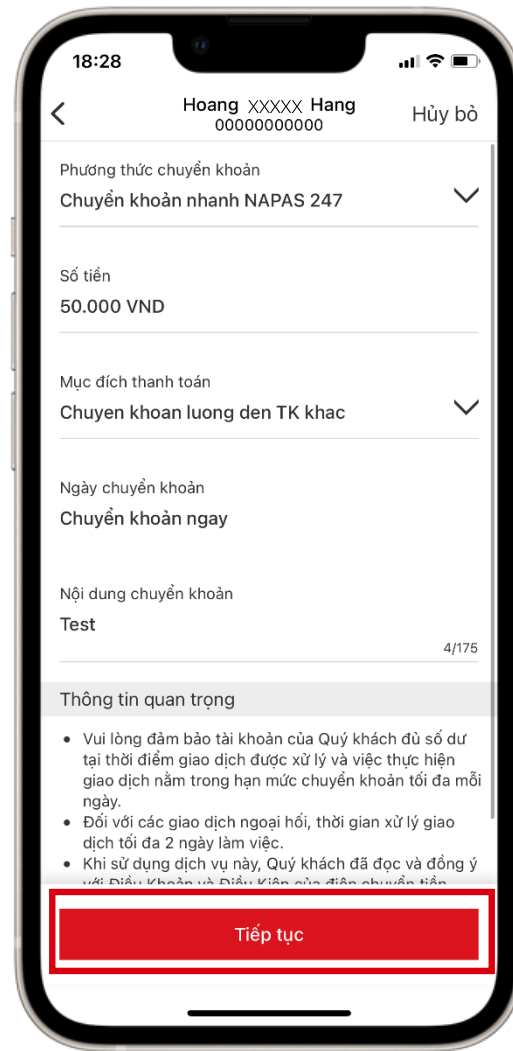 18:28
Hoang XXXXX Hang
00000000000
Hủy bỏ
Phương thức chuyển khoản
Chuyển khoản nhanh NAPAS 247
Số tiền
50.000 VND
Mục đích thanh toán
Chuyen khoan luong den TK khac
Ngày chuyển khoản
Chuyển khoản ngay
Nội dung chuyển khoản
Test
4/175
Thông tin quan trọng
• Vui lòng đảm bảo tài khoản của Quý khách đủ số dư
tại thời điểm giao dịch được xử lý và việc thực hiện
giao dịch nằm trong hạn mức chuyển khoản tối đa mỗi
ngày.
• Đối với các giao dịch ngoại hối, thời gian xử lý giao
dịch tối đa 2 ngày làm việc.
• Khi sử dụng dịch vụ này, Quý khách đã đọc và đồng ý
với Điều Khoản và Điều Kiện của điện chuyển tiền
Tiếp tục